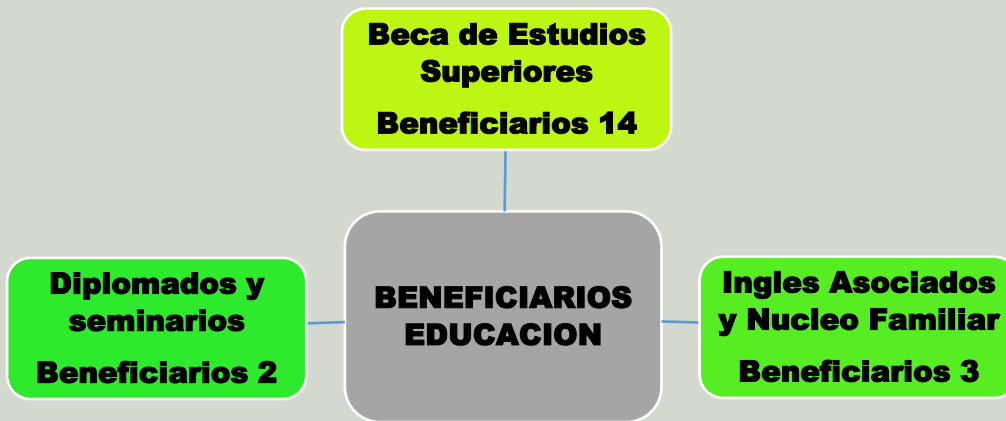 Beca de Estudios
Superiores
Beneficiarios 14
Diplomados y
seminarios
Beneficiarios 2
BENEFICIARIOS
EDUCACION
Ingles Asociados
y Nucleo Familiar
Beneficiarios 3